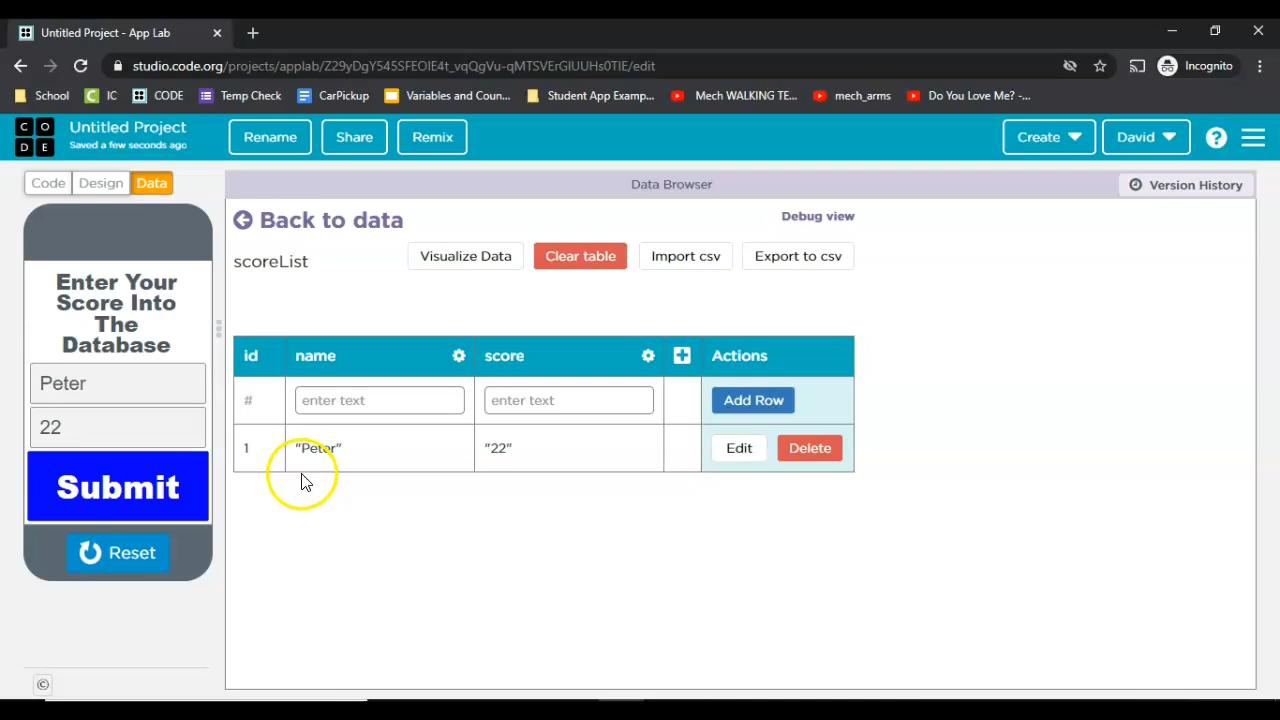 Untitled Project - App Lab
studio.code.org/projects/applab/Z29yDgY545SFEOlE4t_vqQgVu-qMTSVErGlUUHs0TIE/edit
Incognito
School IC CODE Temp Check CarPickup Variables and Coun... Student App Examp... Mech WALKING TE... mech_arms Do You Love Me? -...
C O D E
Untitled Project
Saved a few seconds ago
Rename Share Remix Create David ?
Code Design Data
Data Browser
Version History
Back to data
Debug view
scoreList
Visualize Data Clear table Import csv Export to csv
Enter Your
Score Into
The
Database
Peter
22
Submit
Reset
id name score Actions
# enter text enter text Add Row
1 "Peter" "22" Edit Delete
©